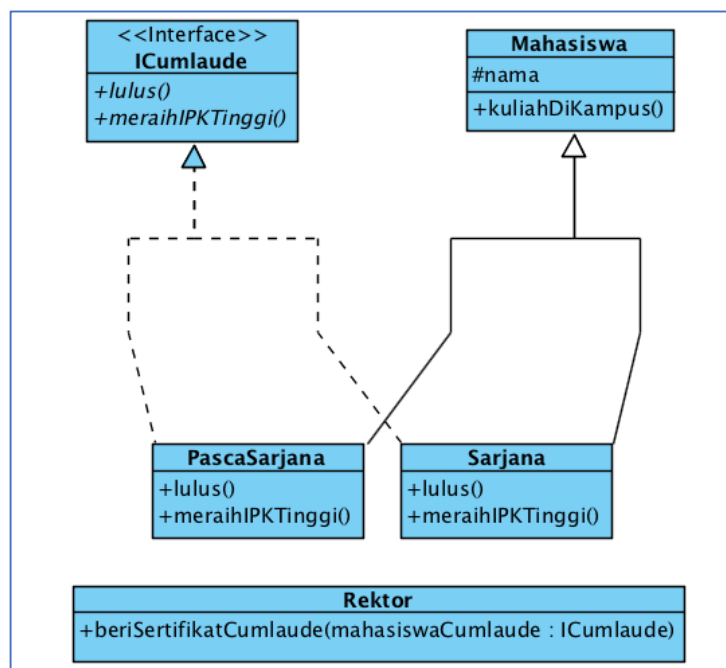 <<Interface>>
ICumlaude
+lulus()
+meraihIPKTinggi()
Mahasiswa
#nama
+kuliahDiKampus()
PascaSarjana
+lulus()
+meraihIPKTinggi()
Sarjana
+lulus()
+meraihIPKTinggi()
Rektor
+beriSertifikatCumlaude(mahasiswaCumlaude : ICumlaude)